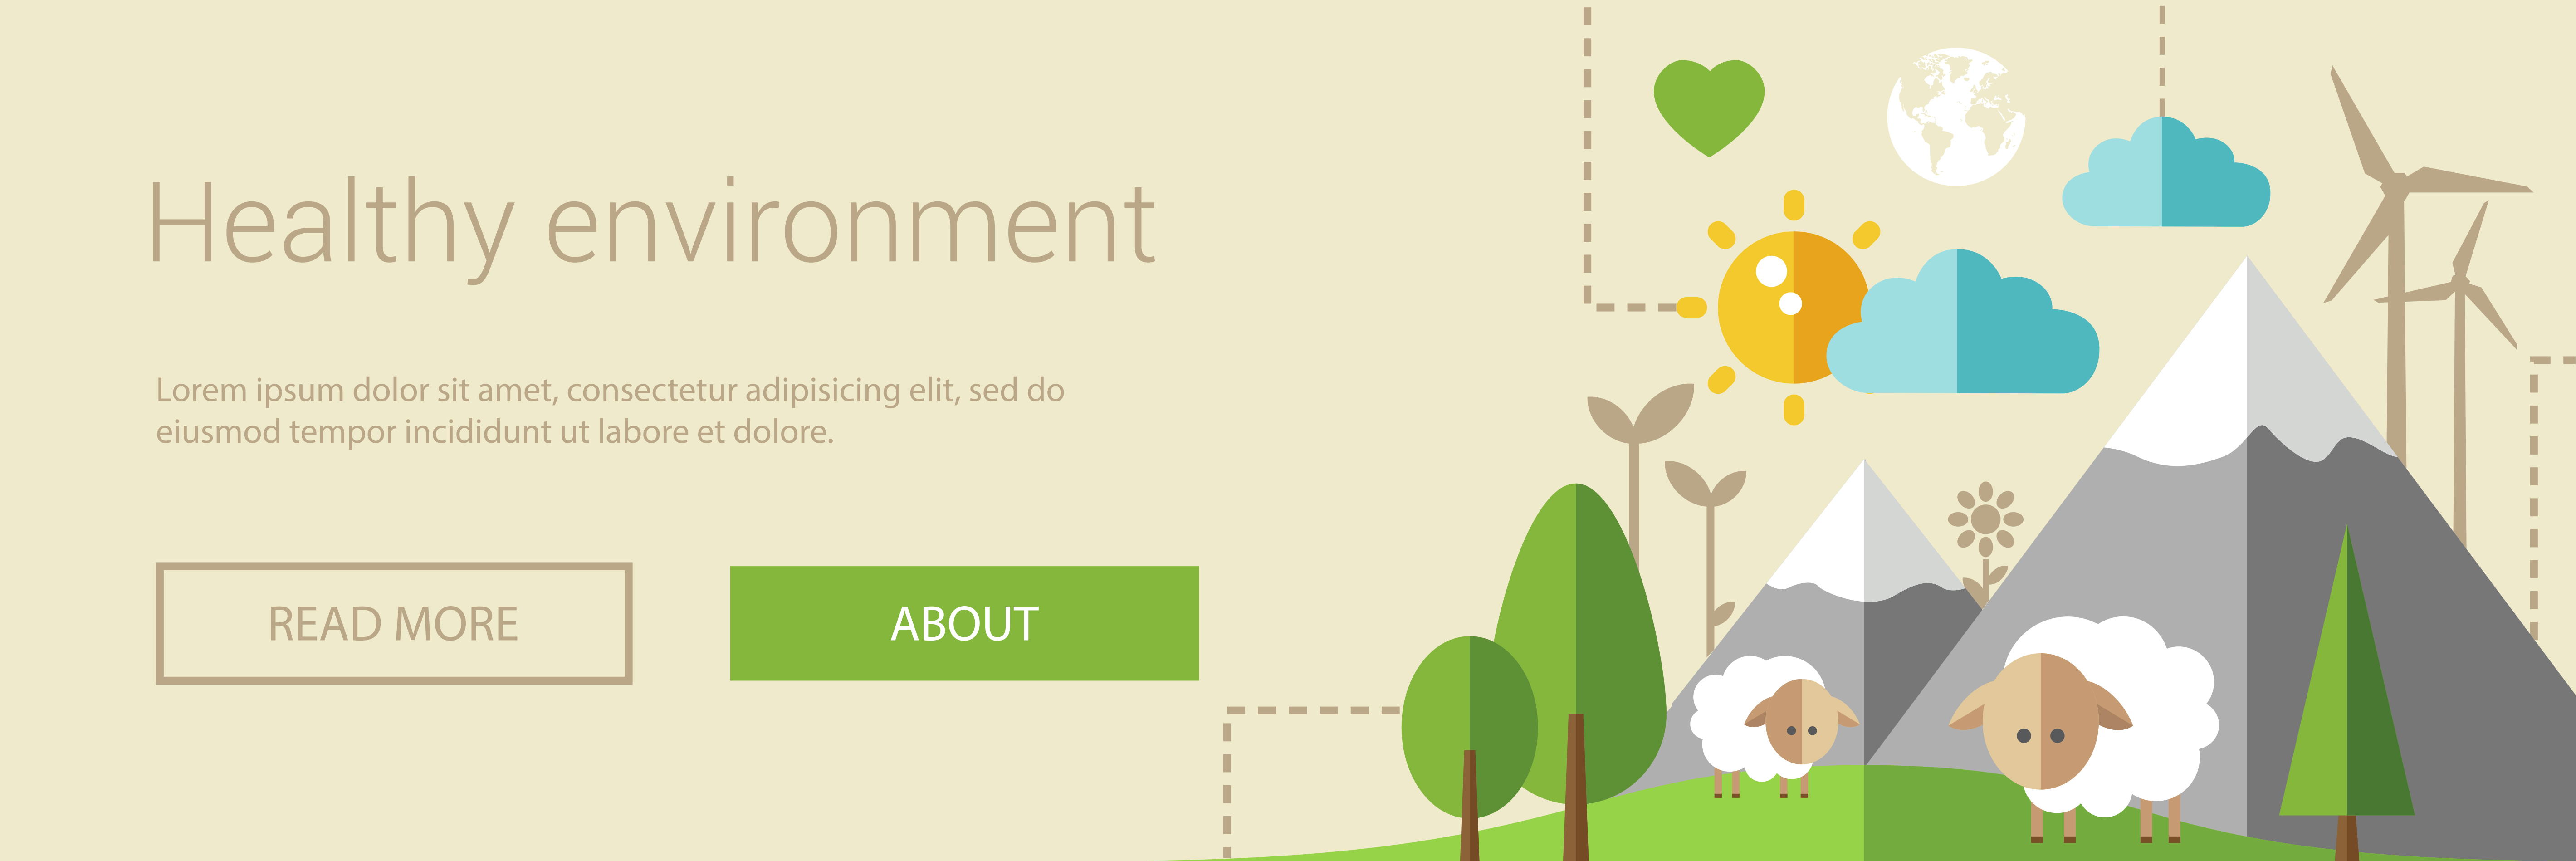 Healthy environment
Lorem ipsum dolor sit amet, consectetur adipisicing elit, sed do
eiusmod tempor incididunt ut labore et dolore.
READ MORE
ABOUT